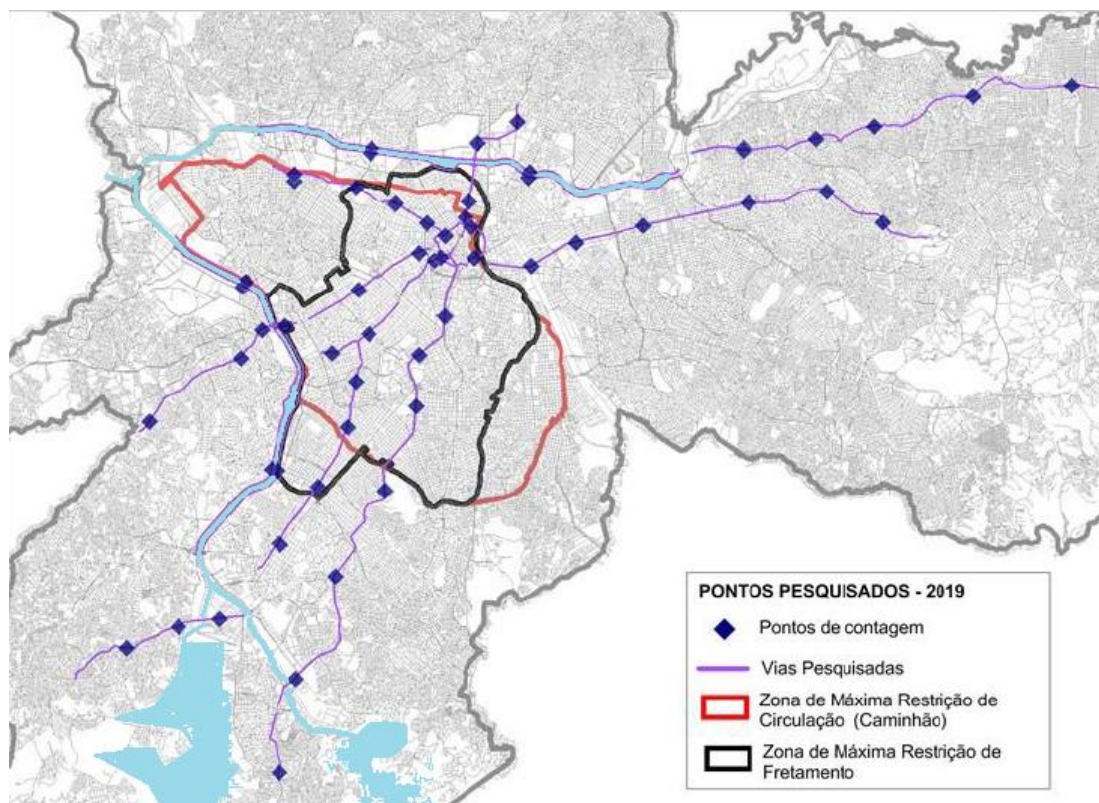 PONTOS PESQUISADOS - 2019
Pontos de contagem
Vias Pesquisadas
Zona de Máxima Restrição de
Circulação (Caminhão)
Zona de Máxima Restrição de
Fretamento